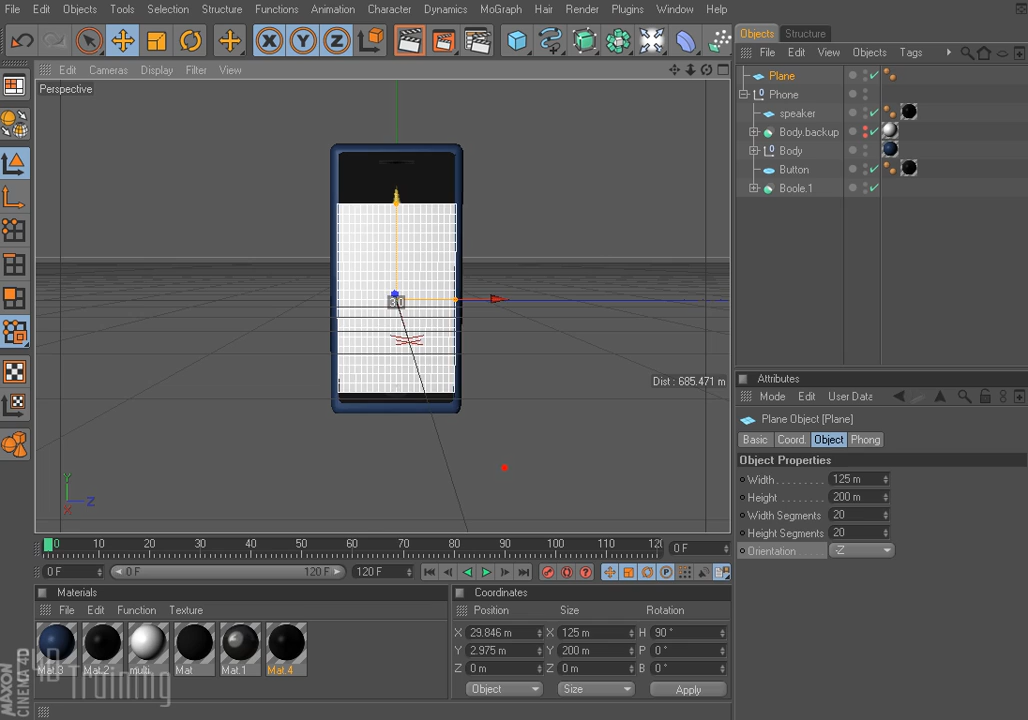 File Edit Objects Tools Selection Structure Functions Animation Character Dynamics MoGraph Hair Render Plugins Window Help
X Y Z
Edit Cameras Display Filter View
Perspective
3.0
Dist : 685.471 m
Y
Z
X
0 10 20 30 40 50 60 70 80 90 100 110 120 0 F
0 F 0 F 120 F 120 F
Materials
File Edit Function Texture
Mat.3 Mat.2 multi Mat Mat.1 Mat.4
MAXON
CINEMA 4D
3D
Training
Coordinates
Position Size Rotation
X 29.846 m X 125 m H 90 °
Y 2.975 m Y 200 m P 0 °
Z 0 m Z 0 m B 0 °
Object Size Apply
Objects Structure
File Edit View Objects Tags
Plane
Phone
speaker
Body.backup
Body
Button
Boole.1
Attributes
Mode Edit User Data
Plane Object [Plane]
Basic Coord. Object Phong
Object Properties
Width 125 m
Height 200 m
Width Segments 20
Height Segments 20
Orientation -Z